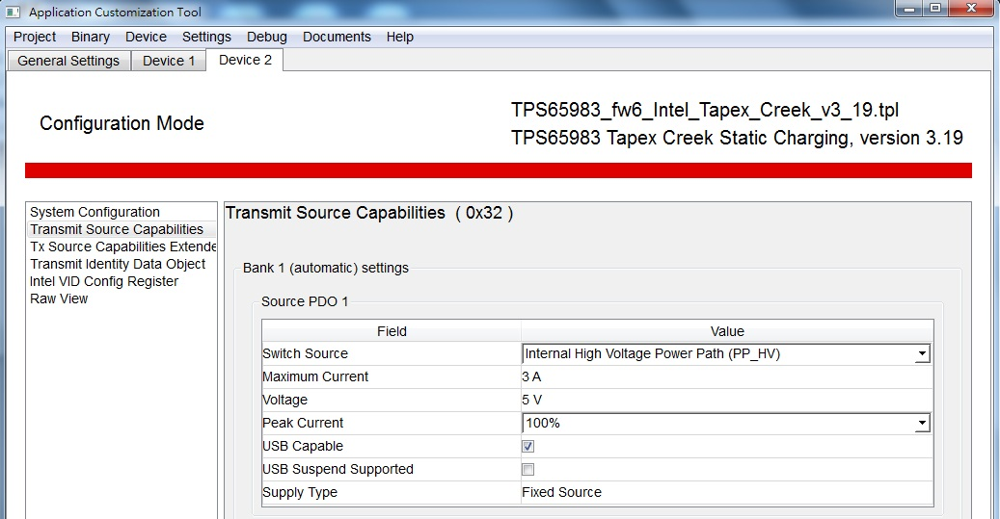 Application Customization Tool
Project Binary Device Settings Debug Documents Help
General Settings Device 1 Device 2
Configuration Mode
TPS65983_fw6_Intel_Tapex_Creek_v3_19.tpl
TPS65983 Tapex Creek Static Charging, version 3.19
System Configuration
Transmit Source Capabilities
Tx Source Capabilities Extende
Transmit Identity Data Object
Intel VID Config Register
Raw View
Transmit Source Capabilities ( 0x32 )
Bank 1 (automatic) settings
Source PDO 1
Field Value
Switch Source Internal High Voltage Power Path (PP_HV)
Maximum Current 3 A
Voltage 5 V
Peak Current 100%
USB Capable
USB Suspend Supported
Supply Type Fixed Source